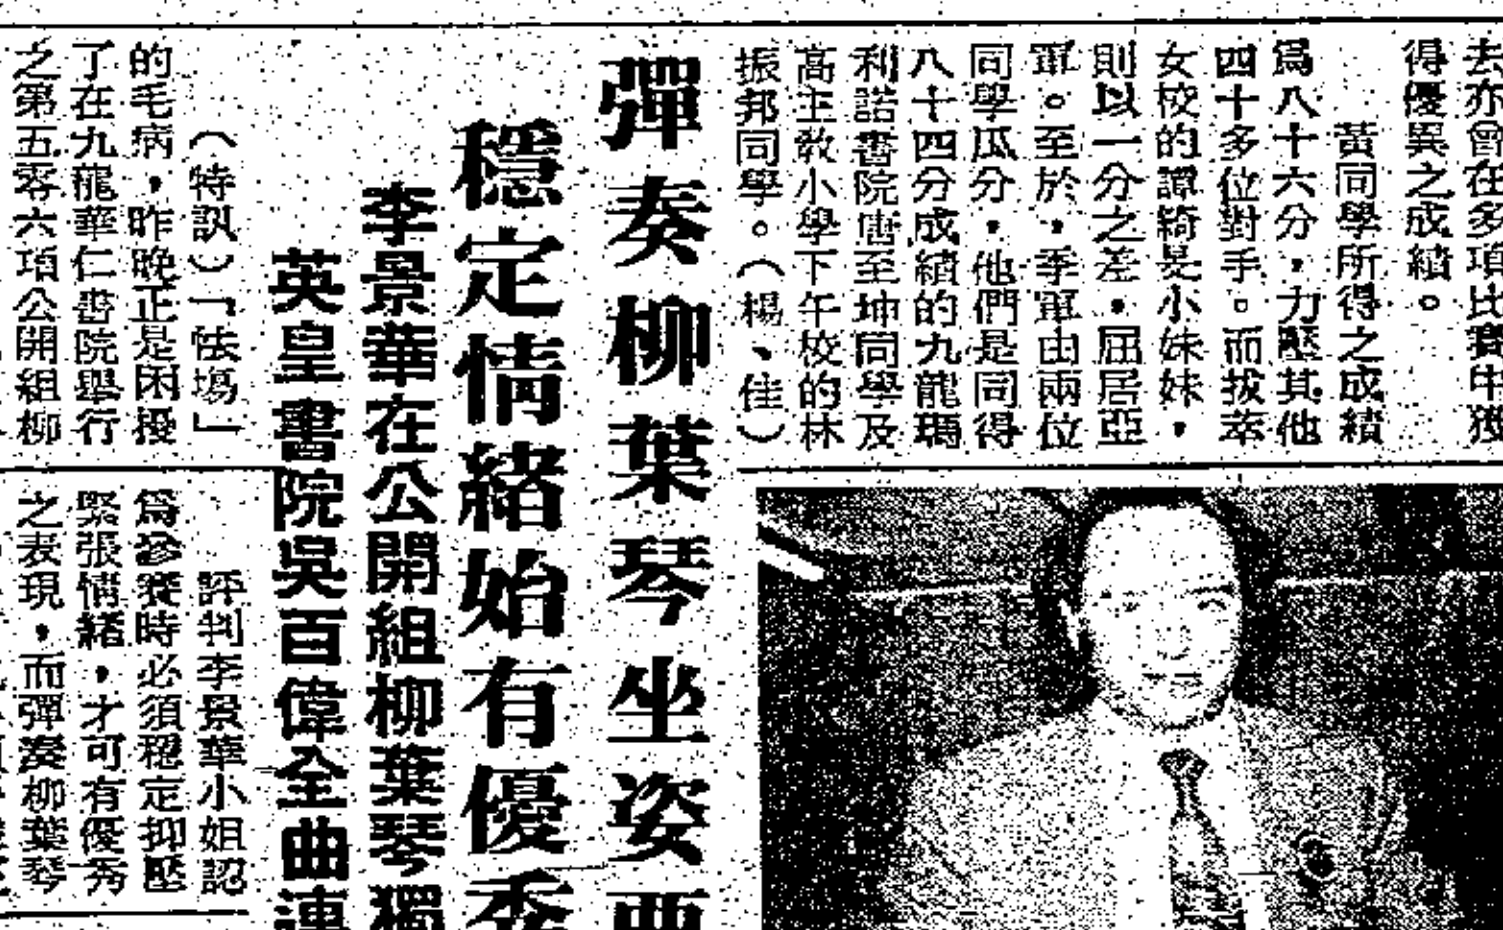 去亦曾在多項比賽中獲
得優異之成績。
黃同學所得之成績
爲八十六分，力壓其他
四十多位對手。而拔萃
女校的譚綺旻小妹妹，
則以一分之差，屈居亞
軍。至於，季軍由兩位
同學瓜分，他們是同得
八十四分成績的九龍瑪
利諾書院唐至坤同學及
高主教小學下午校的林
振邦同學。（楊、佳）
彈奏柳葉琴坐姿要
穩定情緒始有優秀
李景華在公開組柳葉琴獨
英皇書院吳百偉全曲連
（特訊）「怯場」
的毛病，昨晚正是困擾
了在九龍華仁書院舉行
之第五零六項公開組柳
評判李景華小姐認
爲參賽時必須穩定抑壓
緊張情緒，才可有優秀
之表現，而彈湊柳葉琴